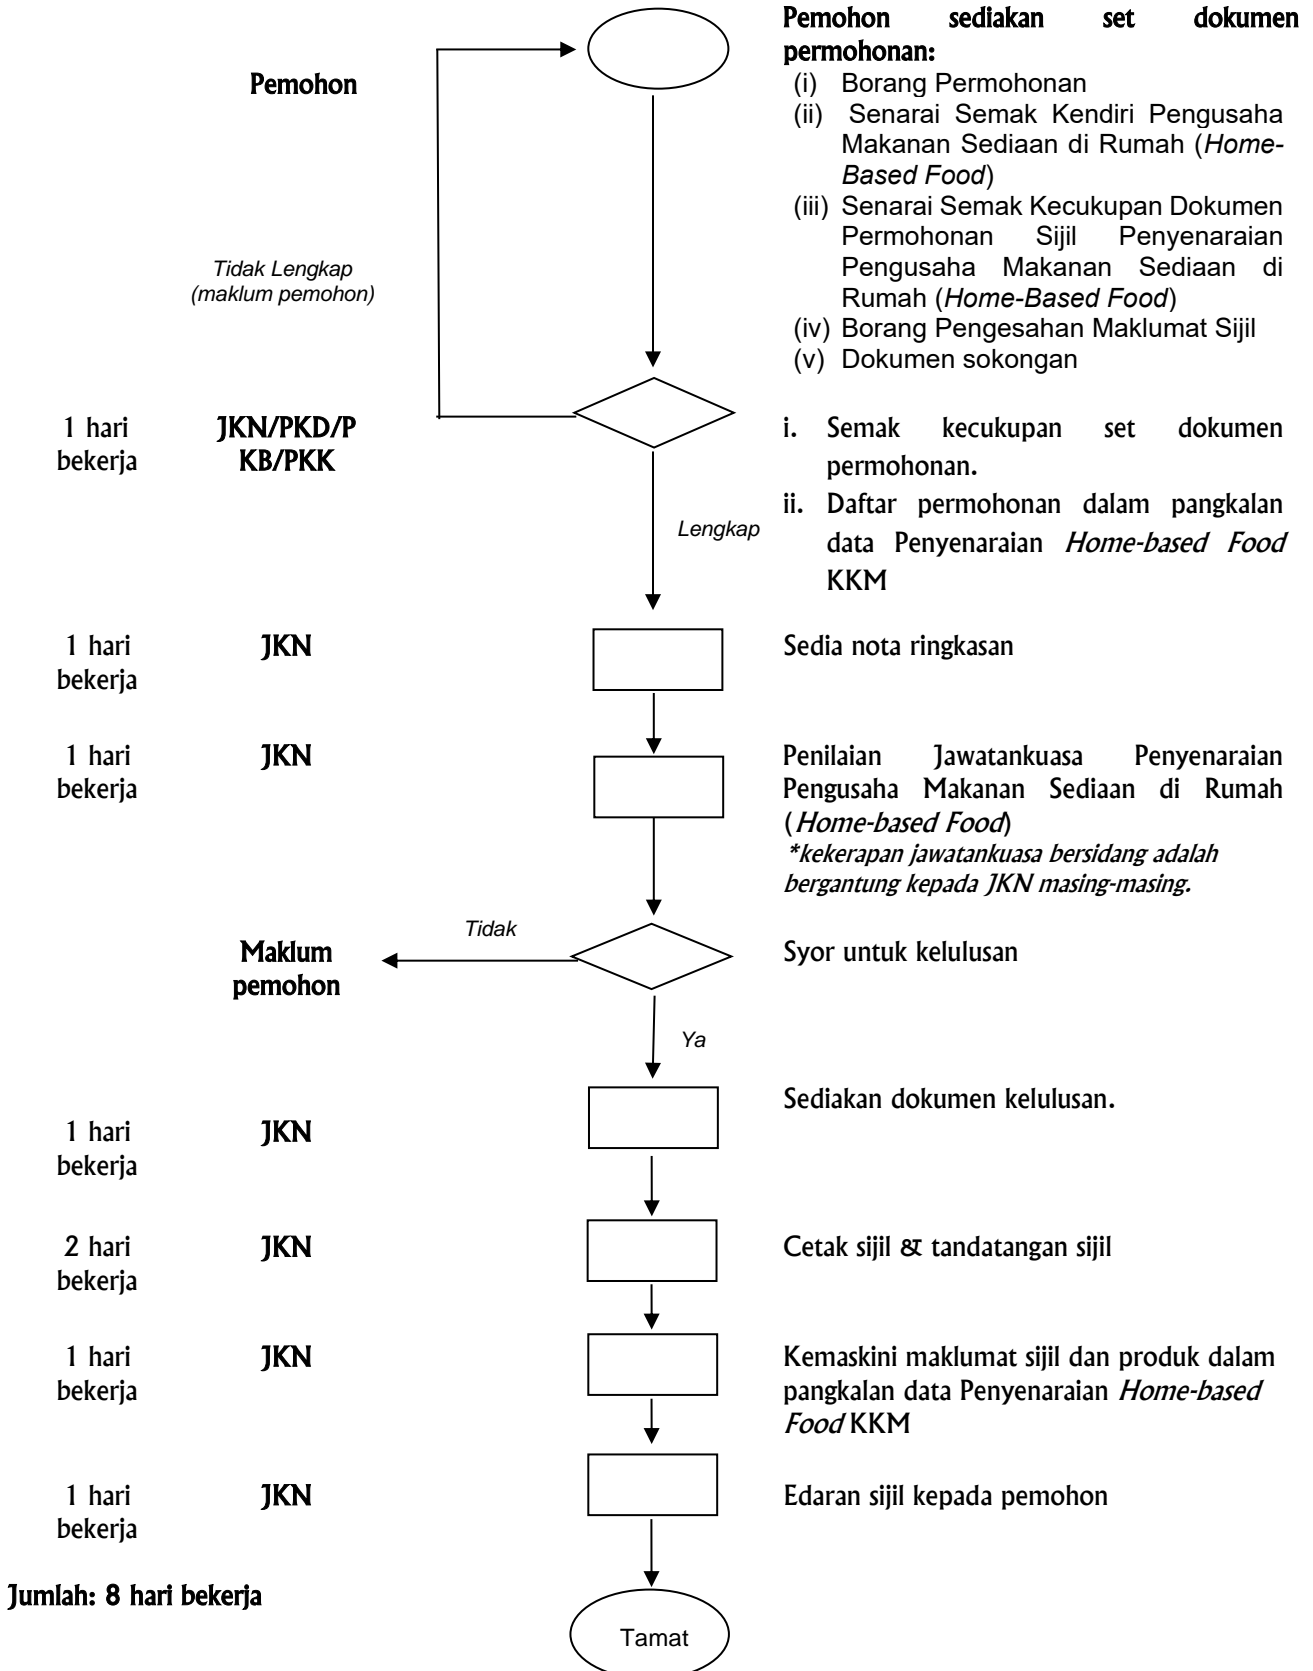 Pemohon sediakan set dokumen
permohonan:
Pemohon
(i) Borang Permohonan
(ii) Senarai Semak Kendiri Pengusaha
Makanan Sediaan di Rumah (Home-
Based Food)
(iii) Senarai Semak Kecukupan Dokumen
Permohonan Sijil Penyenaraian
Pengusaha Makanan Sediaan di
Rumah (Home-Based Food)
(iv) Borang Pengesahan Maklumat Sijil
(v) Dokumen sokongan
Tidak Lengkap
(maklum pemohon)
1 hari
bekerja
JKN/PKD/P
KB/PKK
i. Semak kecukupan set dokumen
permohonan.
ii. Daftar permohonan dalam pangkalan
data Penyenaraian Home-based Food
KKM
Lengkap
1 hari
bekerja
JKN
Sedia nota ringkasan
1 hari
bekerja
JKN
Penilaian Jawatankuasa Penyenaraian
Pengusaha Makanan Sediaan di Rumah
(Home-based Food)
*kekerapan jawatankuasa bersidang adalah
bergantung kepada JKN masing-masing.
Maklum
pemohon
Tidak
Syor untuk kelulusan
Ya
1 hari
bekerja
JKN
Sediakan dokumen kelulusan.
2 hari
bekerja
JKN
Cetak sijil & tandatangan sijil
1 hari
bekerja
JKN
Kemaskini maklumat sijil dan produk dalam
pangkalan data Penyenaraian Home-based
Food KKM
1 hari
bekerja
JKN
Edaran sijil kepada pemohon
Jumlah: 8 hari bekerja
Tamat